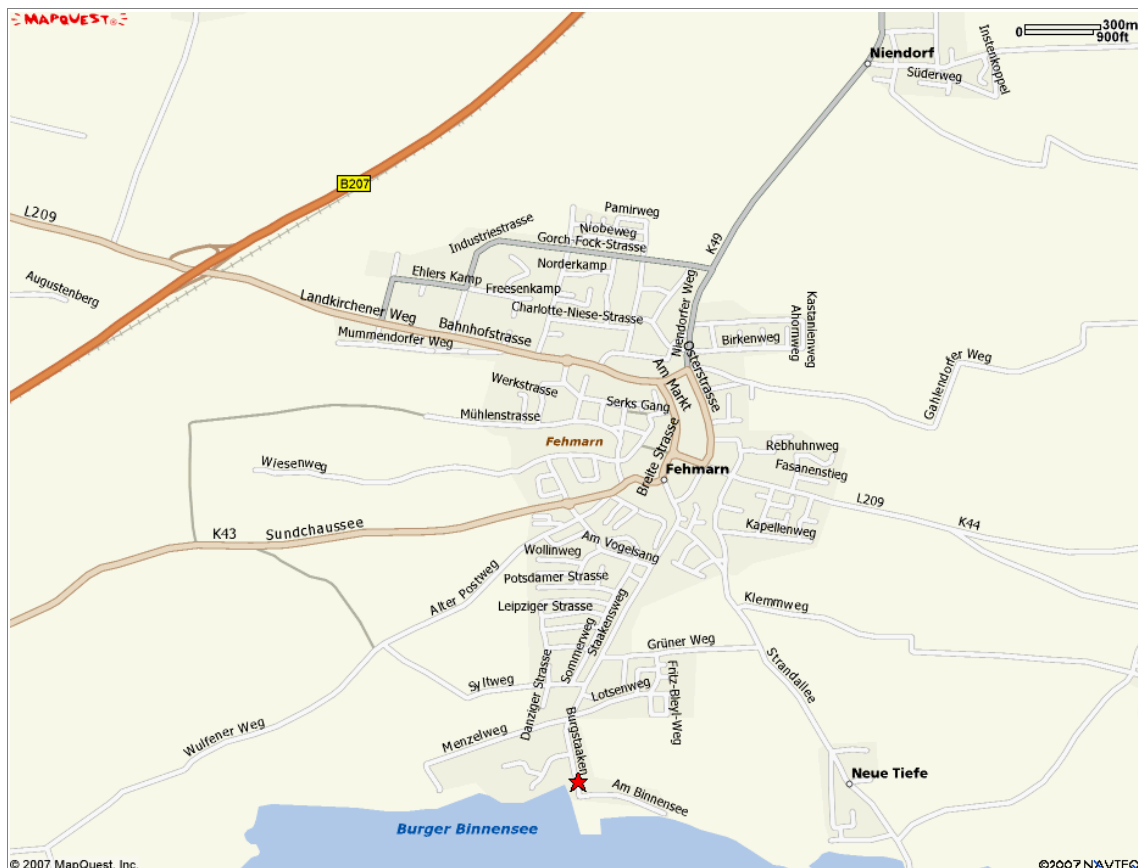 MAPQUEST®
0 300m
900ft
Niendorf
Instenkoppel
Süderweg
B207
L209
Pamirweg
Niobeweg
Industriestrasse
Gorch-Fock-Strasse
K49
Norderkamp
Ehlers Kamp
Freesenkamp
Augustenberg
Niendorfer Weg
Landkirchener Weg
Charlotte-Niese-Strasse
Kastanienweg
Ahornweg
Bahnhofstrasse
Mummendorfer Weg
Birkenweg
Osterstrasse
Am Markt
Gahlendorfer Weg
Werkstrasse
Serks Gang
Mühlenstrasse
Fehmarn
Breite Strasse
Rebhuhnweg
Wiesenweg
Fehmarn
Fasanenstieg
L209
K44
K43
Sundchaussee
Kapellenweg
Am Vogelsang
Wollinweg
Alter Postweg
Potsdamer Strasse
Leipziger Strasse
Klemmweg
Staakensweg
Sommerweg
Grüner Weg
Strandallee
Syltweg
Danziger Strasse
Lotsenweg
Fritz-Bleyl-Weg
Wulfener Weg
Menzelweg
Burgstaaken
Neue Tiefe
Am Binnensee
Burger Binnensee
© 2007 MapQuest, Inc.
©2007 NAVTEQ